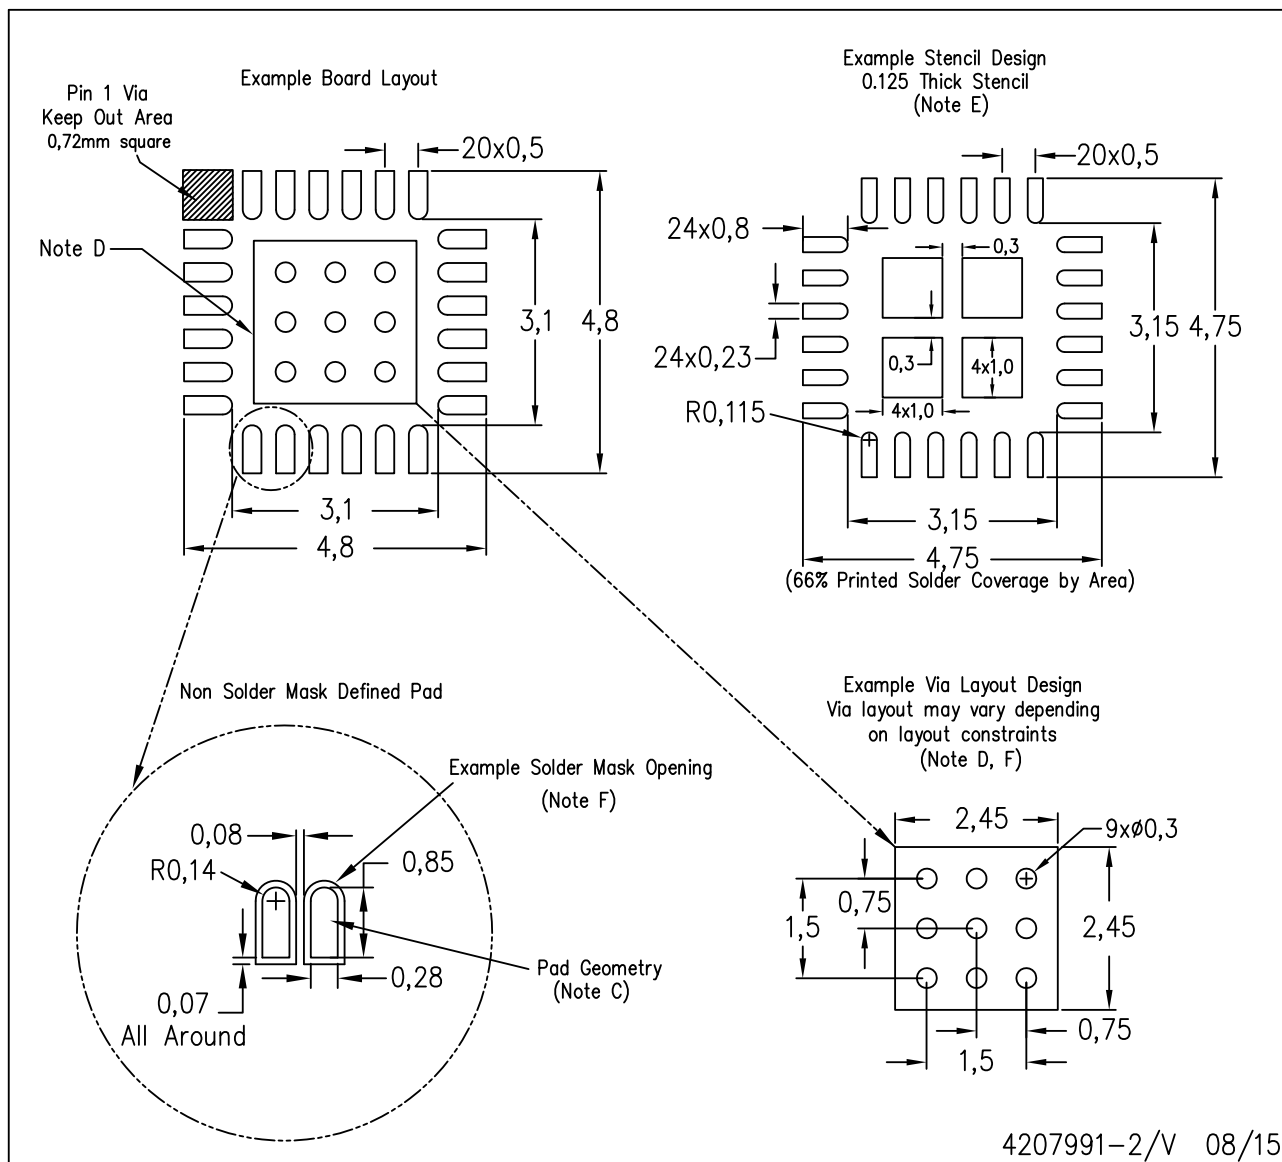 Example Board Layout
Pin 1 Via
Keep Out Area
0,72mm square
20x0,5
Note D
3,1
4,8
3,1
4,8
Example Stencil Design
0.125 Thick Stencil
(Note E)
20x0,5
24x0,8
0,3
3,15
4,75
24x0,23
0,3
4x1,0
R0,115
4x1,0
3,15
4,75
(66% Printed Solder Coverage by Area)
Non Solder Mask Defined Pad
Example Solder Mask Opening
(Note F)
0,08
R0,14
0,85
Pad Geometry
(Note C)
0,28
0,07
All Around
Example Via Layout Design
Via layout may vary depending
on layout constraints
(Note D, F)
2,45
9xø0,3
0,75
1,5
2,45
0,75
1,5
4207991-2/V 08/15